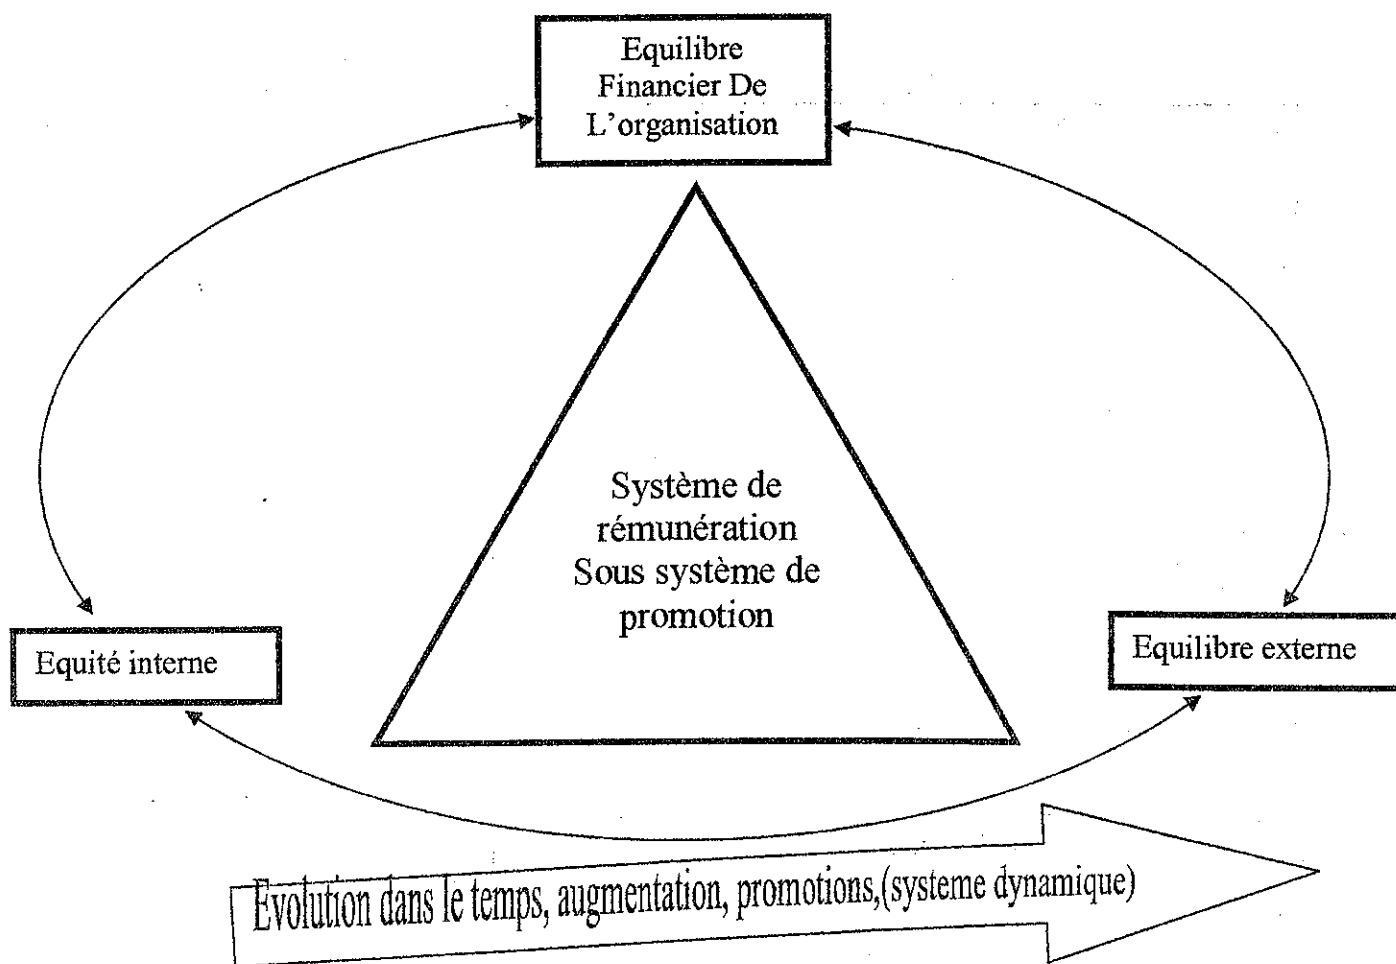 Equilibre
Financier De
L'organisation
Système de
rémunération
Sous système de
promotion
Equité interne
Equilibre externe
Evolution dans le temps, augmentation, promotions,(systeme dynamique)